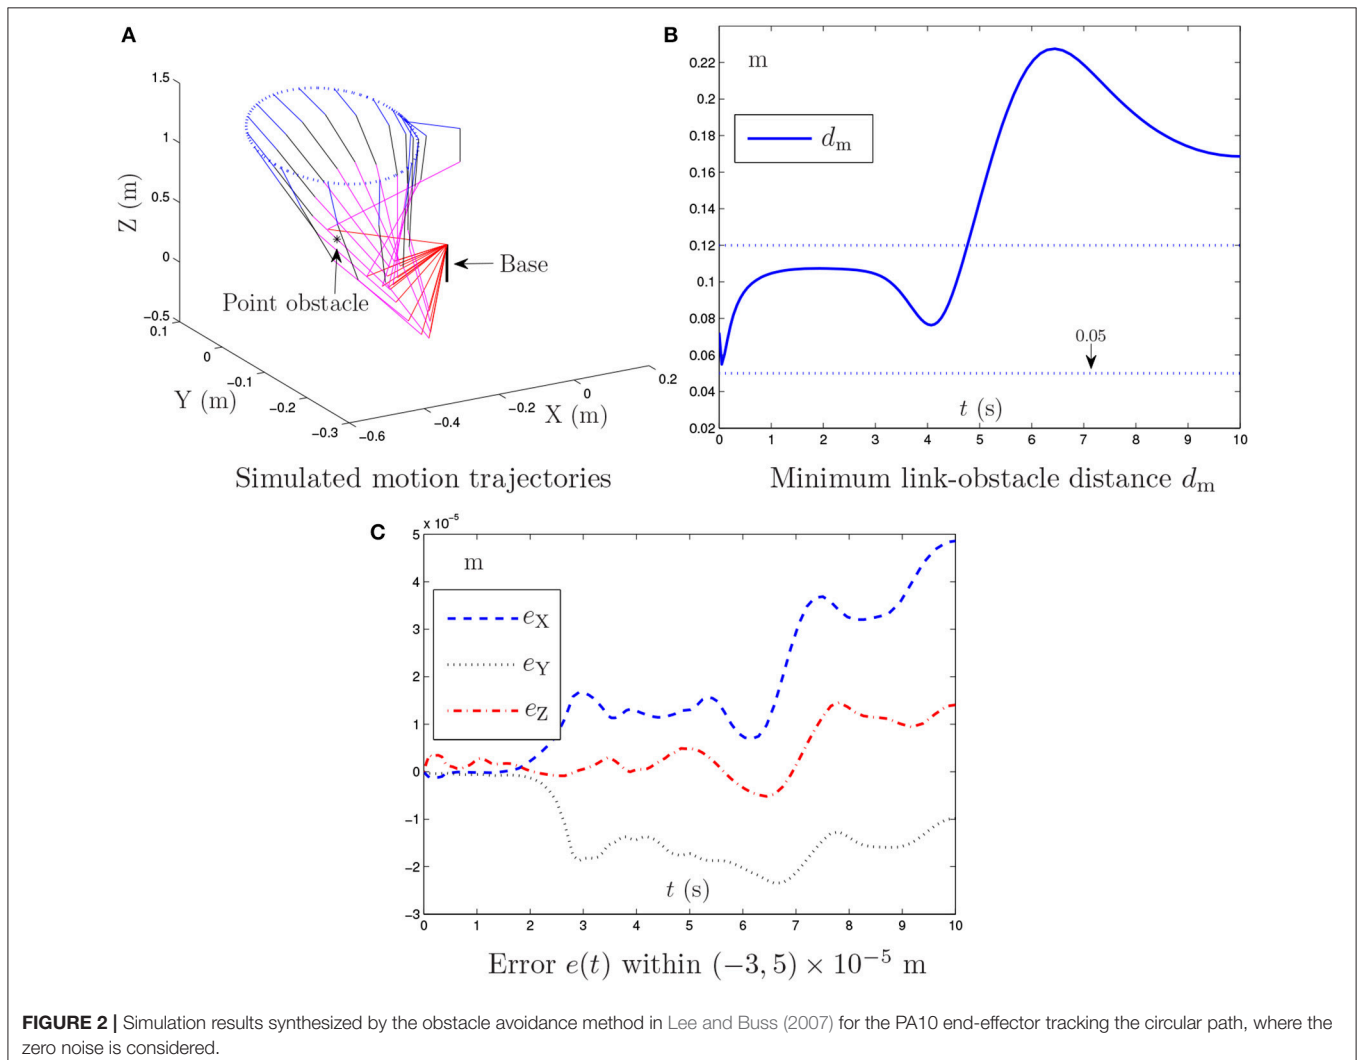 A
1.5
1
0.5
0
−0.5
Z (m)
0.1
0
−0.1
−0.2
−0.3
Y (m)
−0.6
−0.4
−0.2
0
0.2
X (m)
Point obstacle
Base
Simulated motion trajectories
B
m
d_m
0.22
0.2
0.18
0.16
0.14
0.12
0.1
0.08
0.06
0.04
0.02
0.05
t (s)
0 1 2 3 4 5 6 7 8 9 10
Minimum link-obstacle distance d_m
C
x 10⁻⁵
5
4
3
2
1
0
−1
−2
−3
m
e_X
e_Y
e_Z
t (s)
0 1 2 3 4 5 6 7 8 9 10
Error e(t) within (−3, 5) × 10⁻⁵ m
FIGURE 2 | Simulation results synthesized by the obstacle avoidance method in Lee and Buss (2007) for the PA10 end-effector tracking the circular path, where the
zero noise is considered.